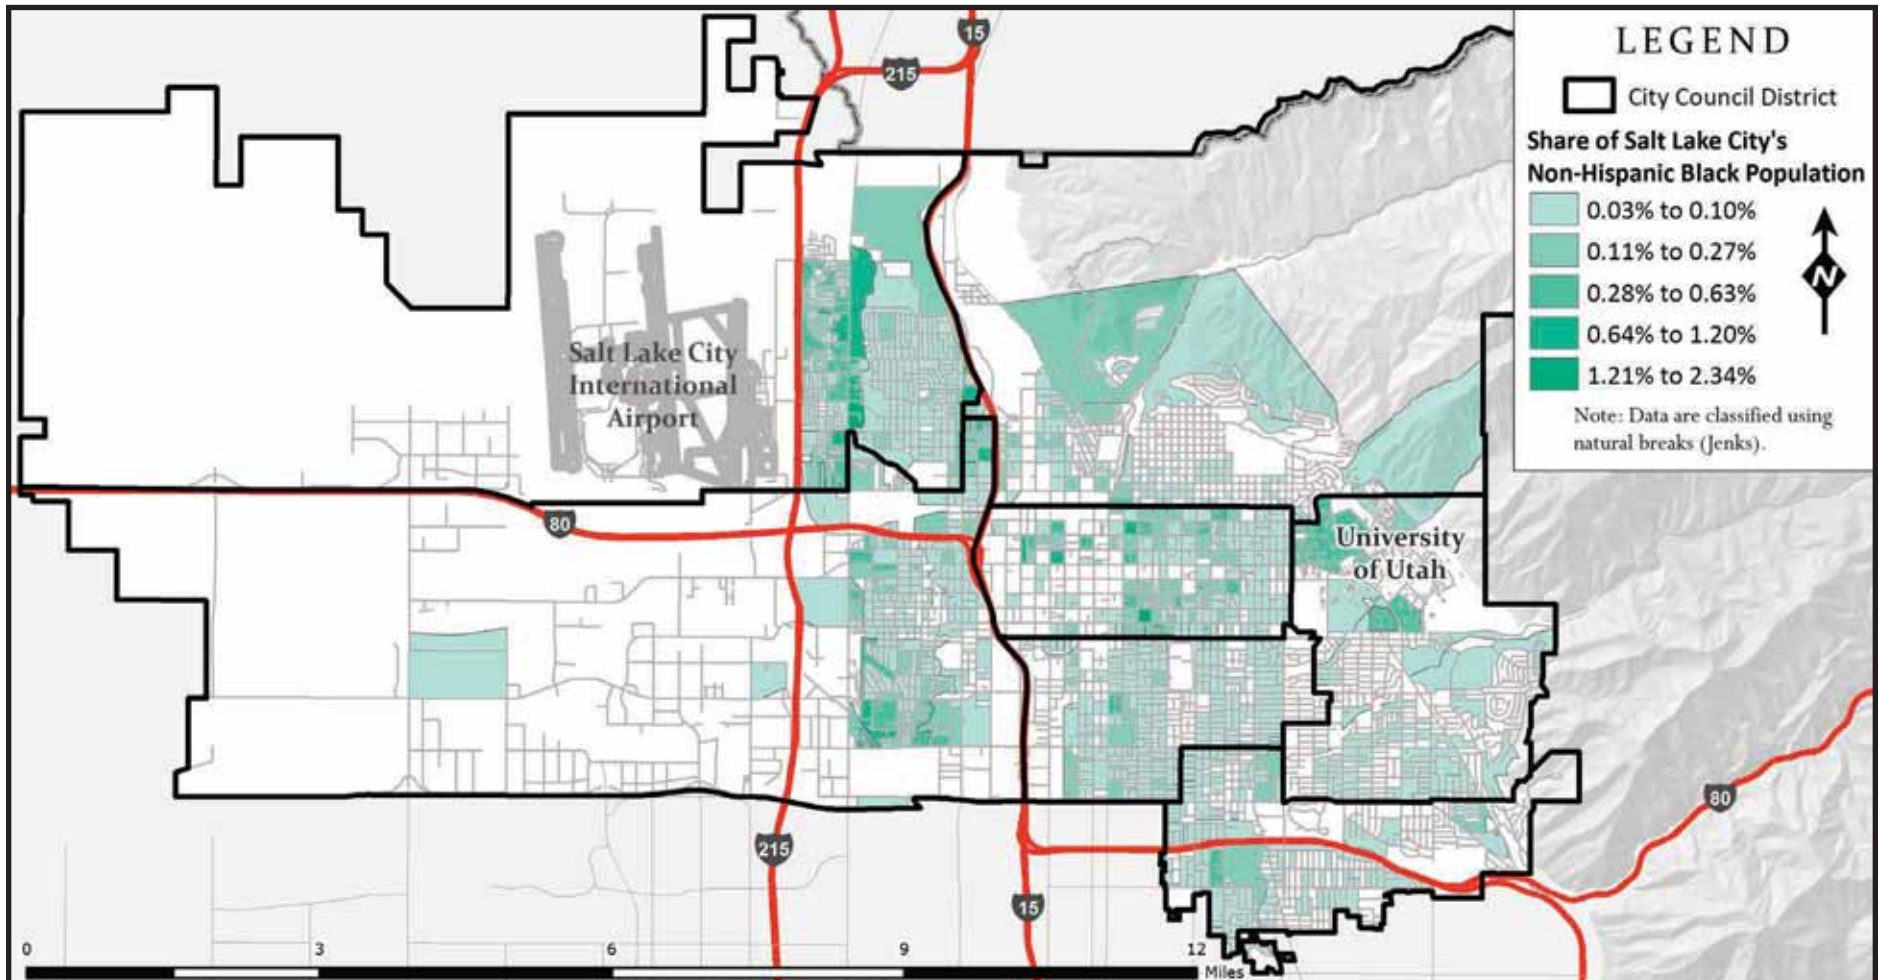 15
215
LEGEND
City Council District
Share of Salt Lake City's
Non-Hispanic Black Population
0.03% to 0.10%
0.11% to 0.27%
0.28% to 0.63%
0.64% to 1.20%
1.21% to 2.34%
N
Note: Data are classified using
natural breaks (Jenks).
Salt Lake City
International
Airport
80
University
of Utah
80
215
15
0 3 6 9 12
Miles